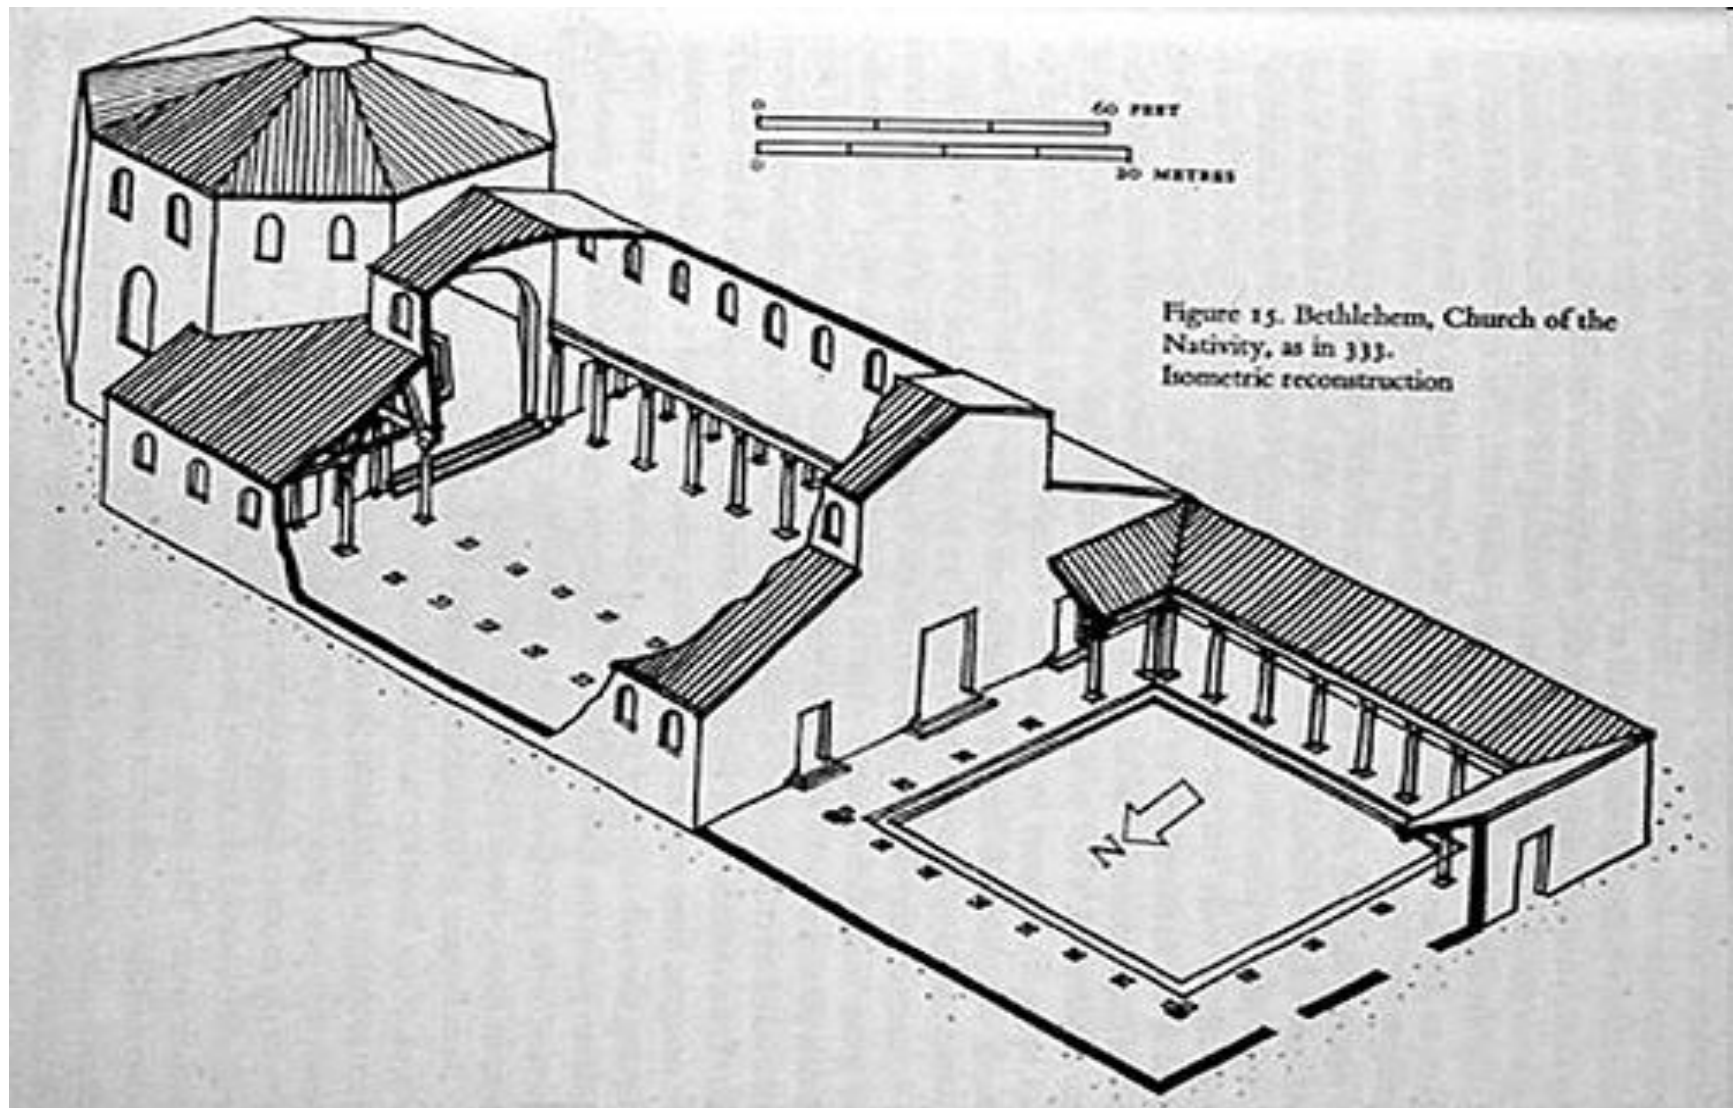 0 60 FEET
0 20 METRES
Figure 15. Bethlehem, Church of the
Nativity, as in 333.
Isometric reconstruction
N